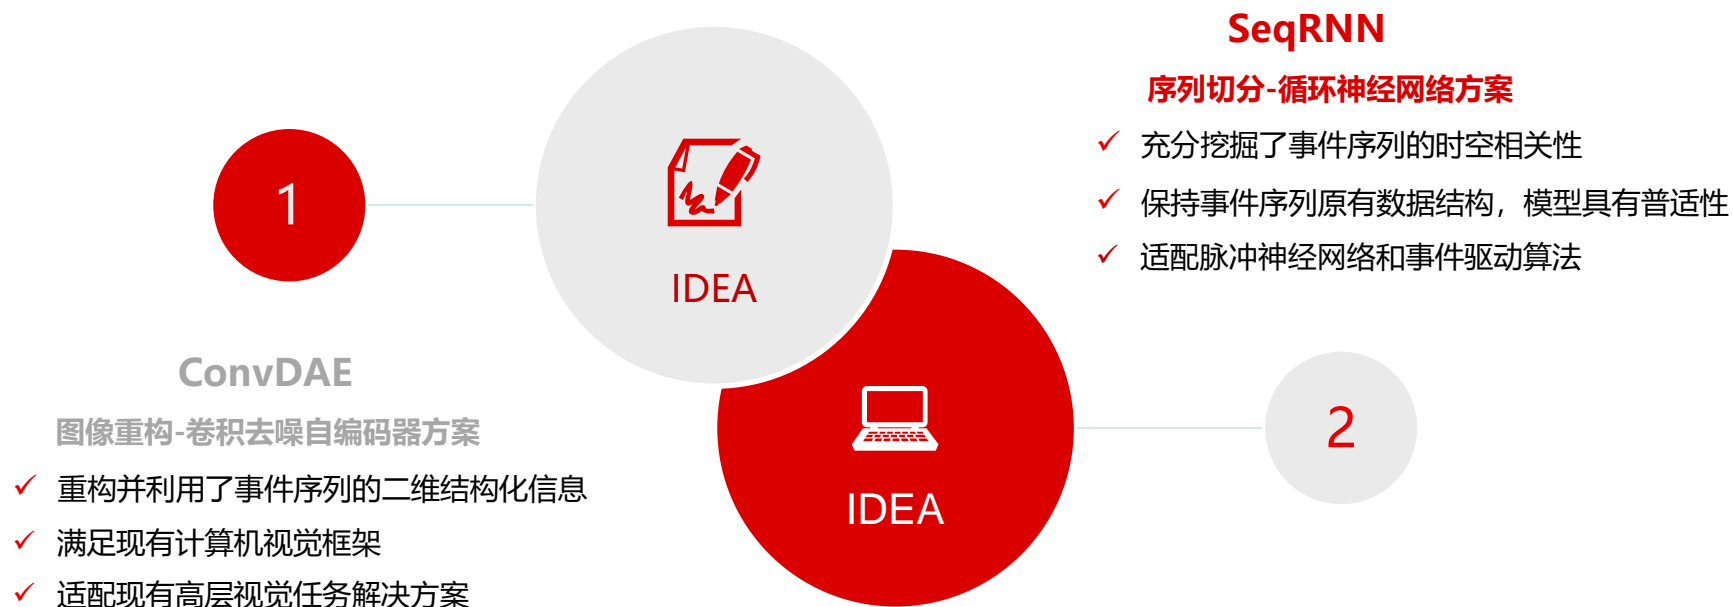 SeqRNN
序列切分-循环神经网络方案
充分挖掘了事件序列的时空相关性
保持事件序列原有数据结构，模型具有普适性
适配脉冲神经网络和事件驱动算法
1
IDEA
ConvDAE
图像重构-卷积去噪自编码器方案
重构并利用了事件序列的二维结构化信息
满足现有计算机视觉框架
适配现有高层视觉任务解决方案
IDEA
2